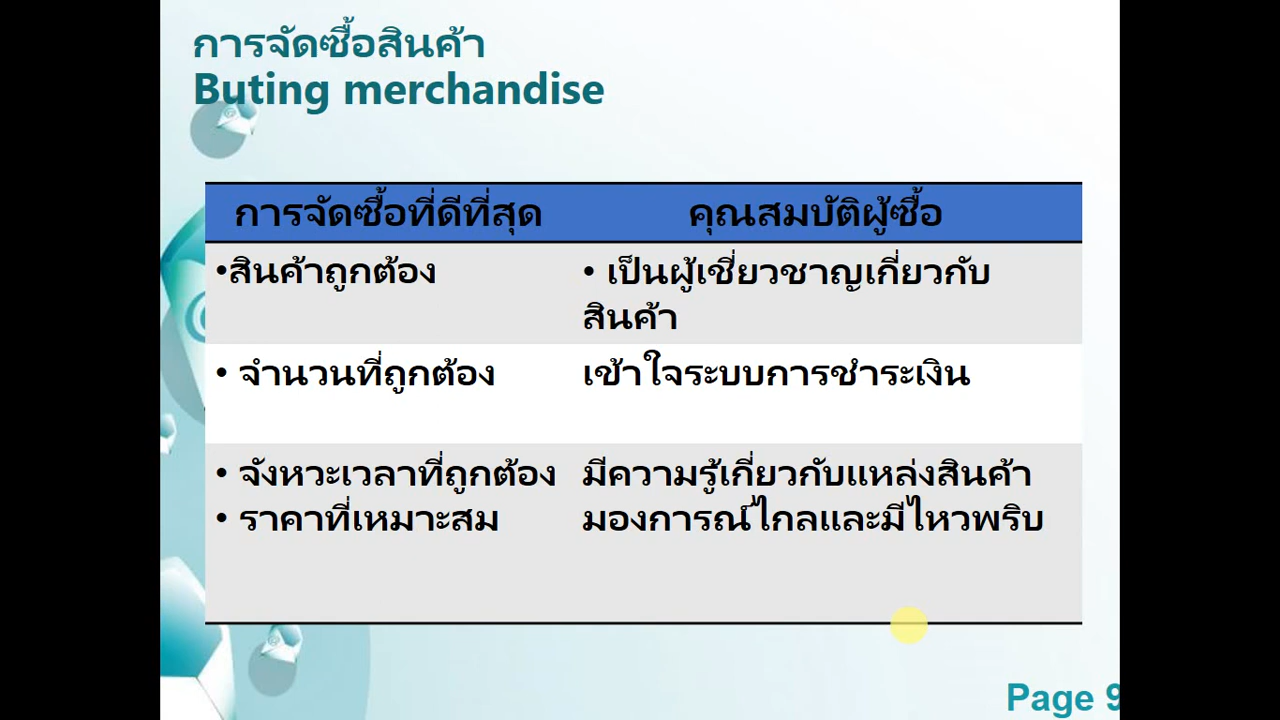 การจัดซื้อสินค้า
Buting merchandise
การจัดซื้อที่ดีที่สุด คุณสมบัติผู้ซื้อ
•สินค้าถูกต้อง • เป็นผู้เชี่ยวชาญเกี่ยวกับ
สินค้า
• จำนวนที่ถูกต้อง เข้าใจระบบการชำระเงิน
• จังหวะเวลาที่ถูกต้อง มีความรู้เกี่ยวกับแหล่งสินค้า
• ราคาที่เหมาะสม มองการณ์ไกลและมีไหวพริบ
Page 9